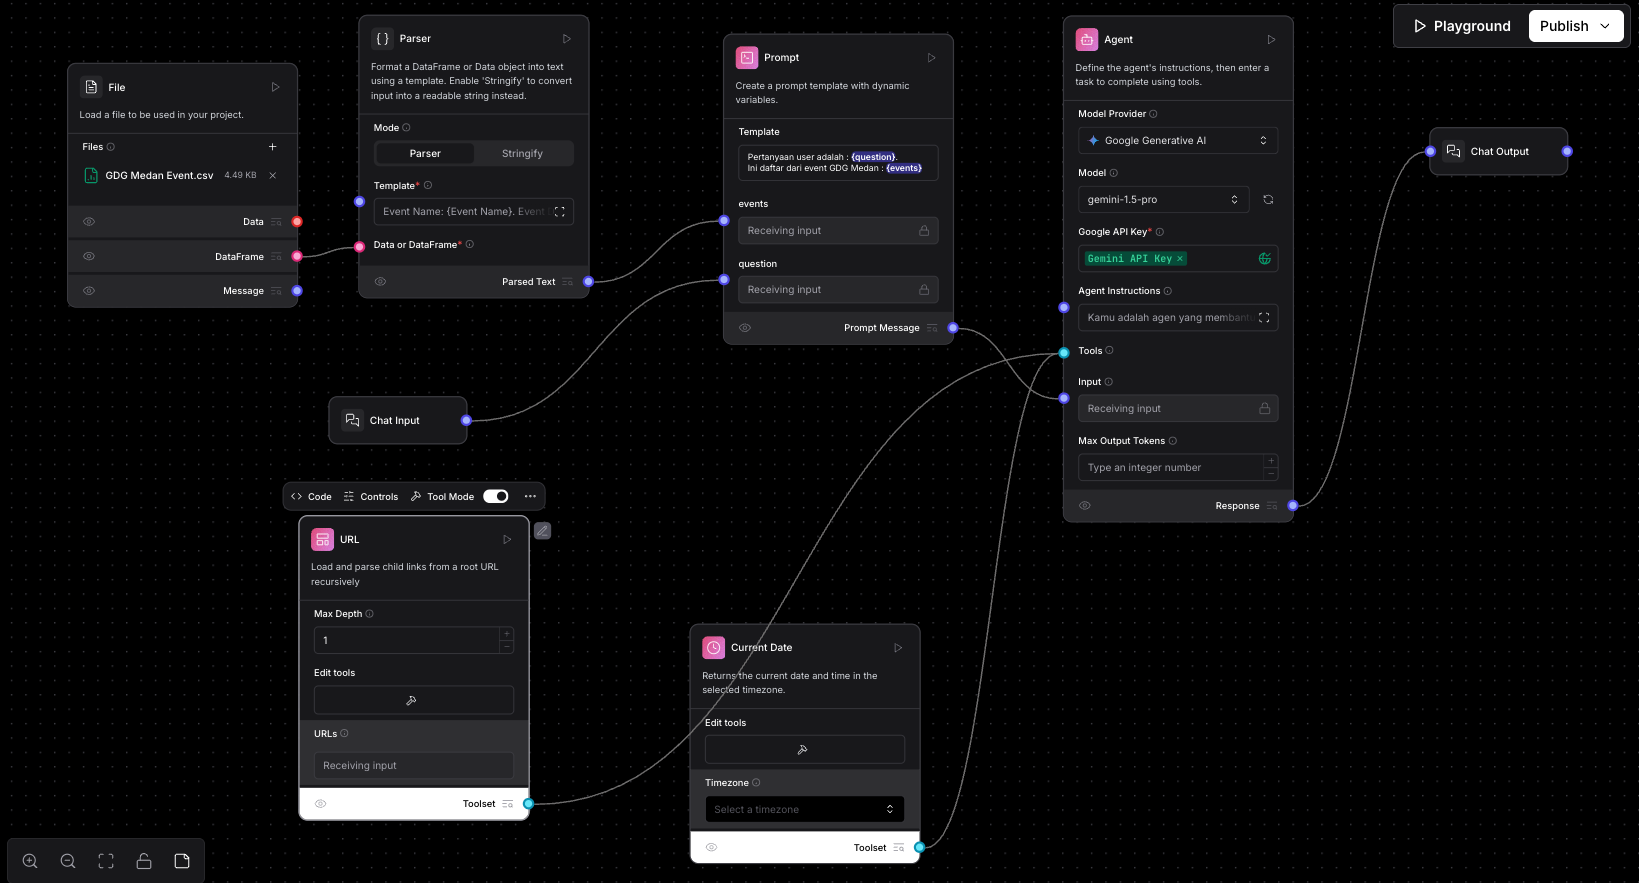 Playground
Publish
File
Load a file to be used in your project.
Files
GDG Medan Event.csv 4.49 KB
Data
DataFrame
Message
Parser
Format a DataFrame or Data object into text
using a template. Enable 'Stringify' to convert
input into a readable string instead.
Mode
Parser Stringify
Template*
Event Name: {Event Name}. Event
Data or DataFrame*
Parsed Text
Prompt
Create a prompt template with dynamic
variables.
Template
Pertanyaan user adalah : {question}.
Ini daftar dari event GDG Medan : {events}
events
Receiving input
question
Receiving input
Prompt Message
Agent
Define the agent's instructions, then enter a
task to complete using tools.
Model Provider
Google Generative AI
Model
gemini-1.5-pro
Google API Key*
Gemini API Key ×
Agent Instructions
Kamu adalah agen yang membantu
Tools
Input
Receiving input
Max Output Tokens
Type an integer number
Response
Chat Output
Chat Input
Code Controls Tool Mode
URL
Load and parse child links from a root URL
recursively
Max Depth
1
Edit tools
URLs
Receiving input
Toolset
Current Date
Returns the current date and time in the
selected timezone.
Edit tools
Timezone
Select a timezone
Toolset